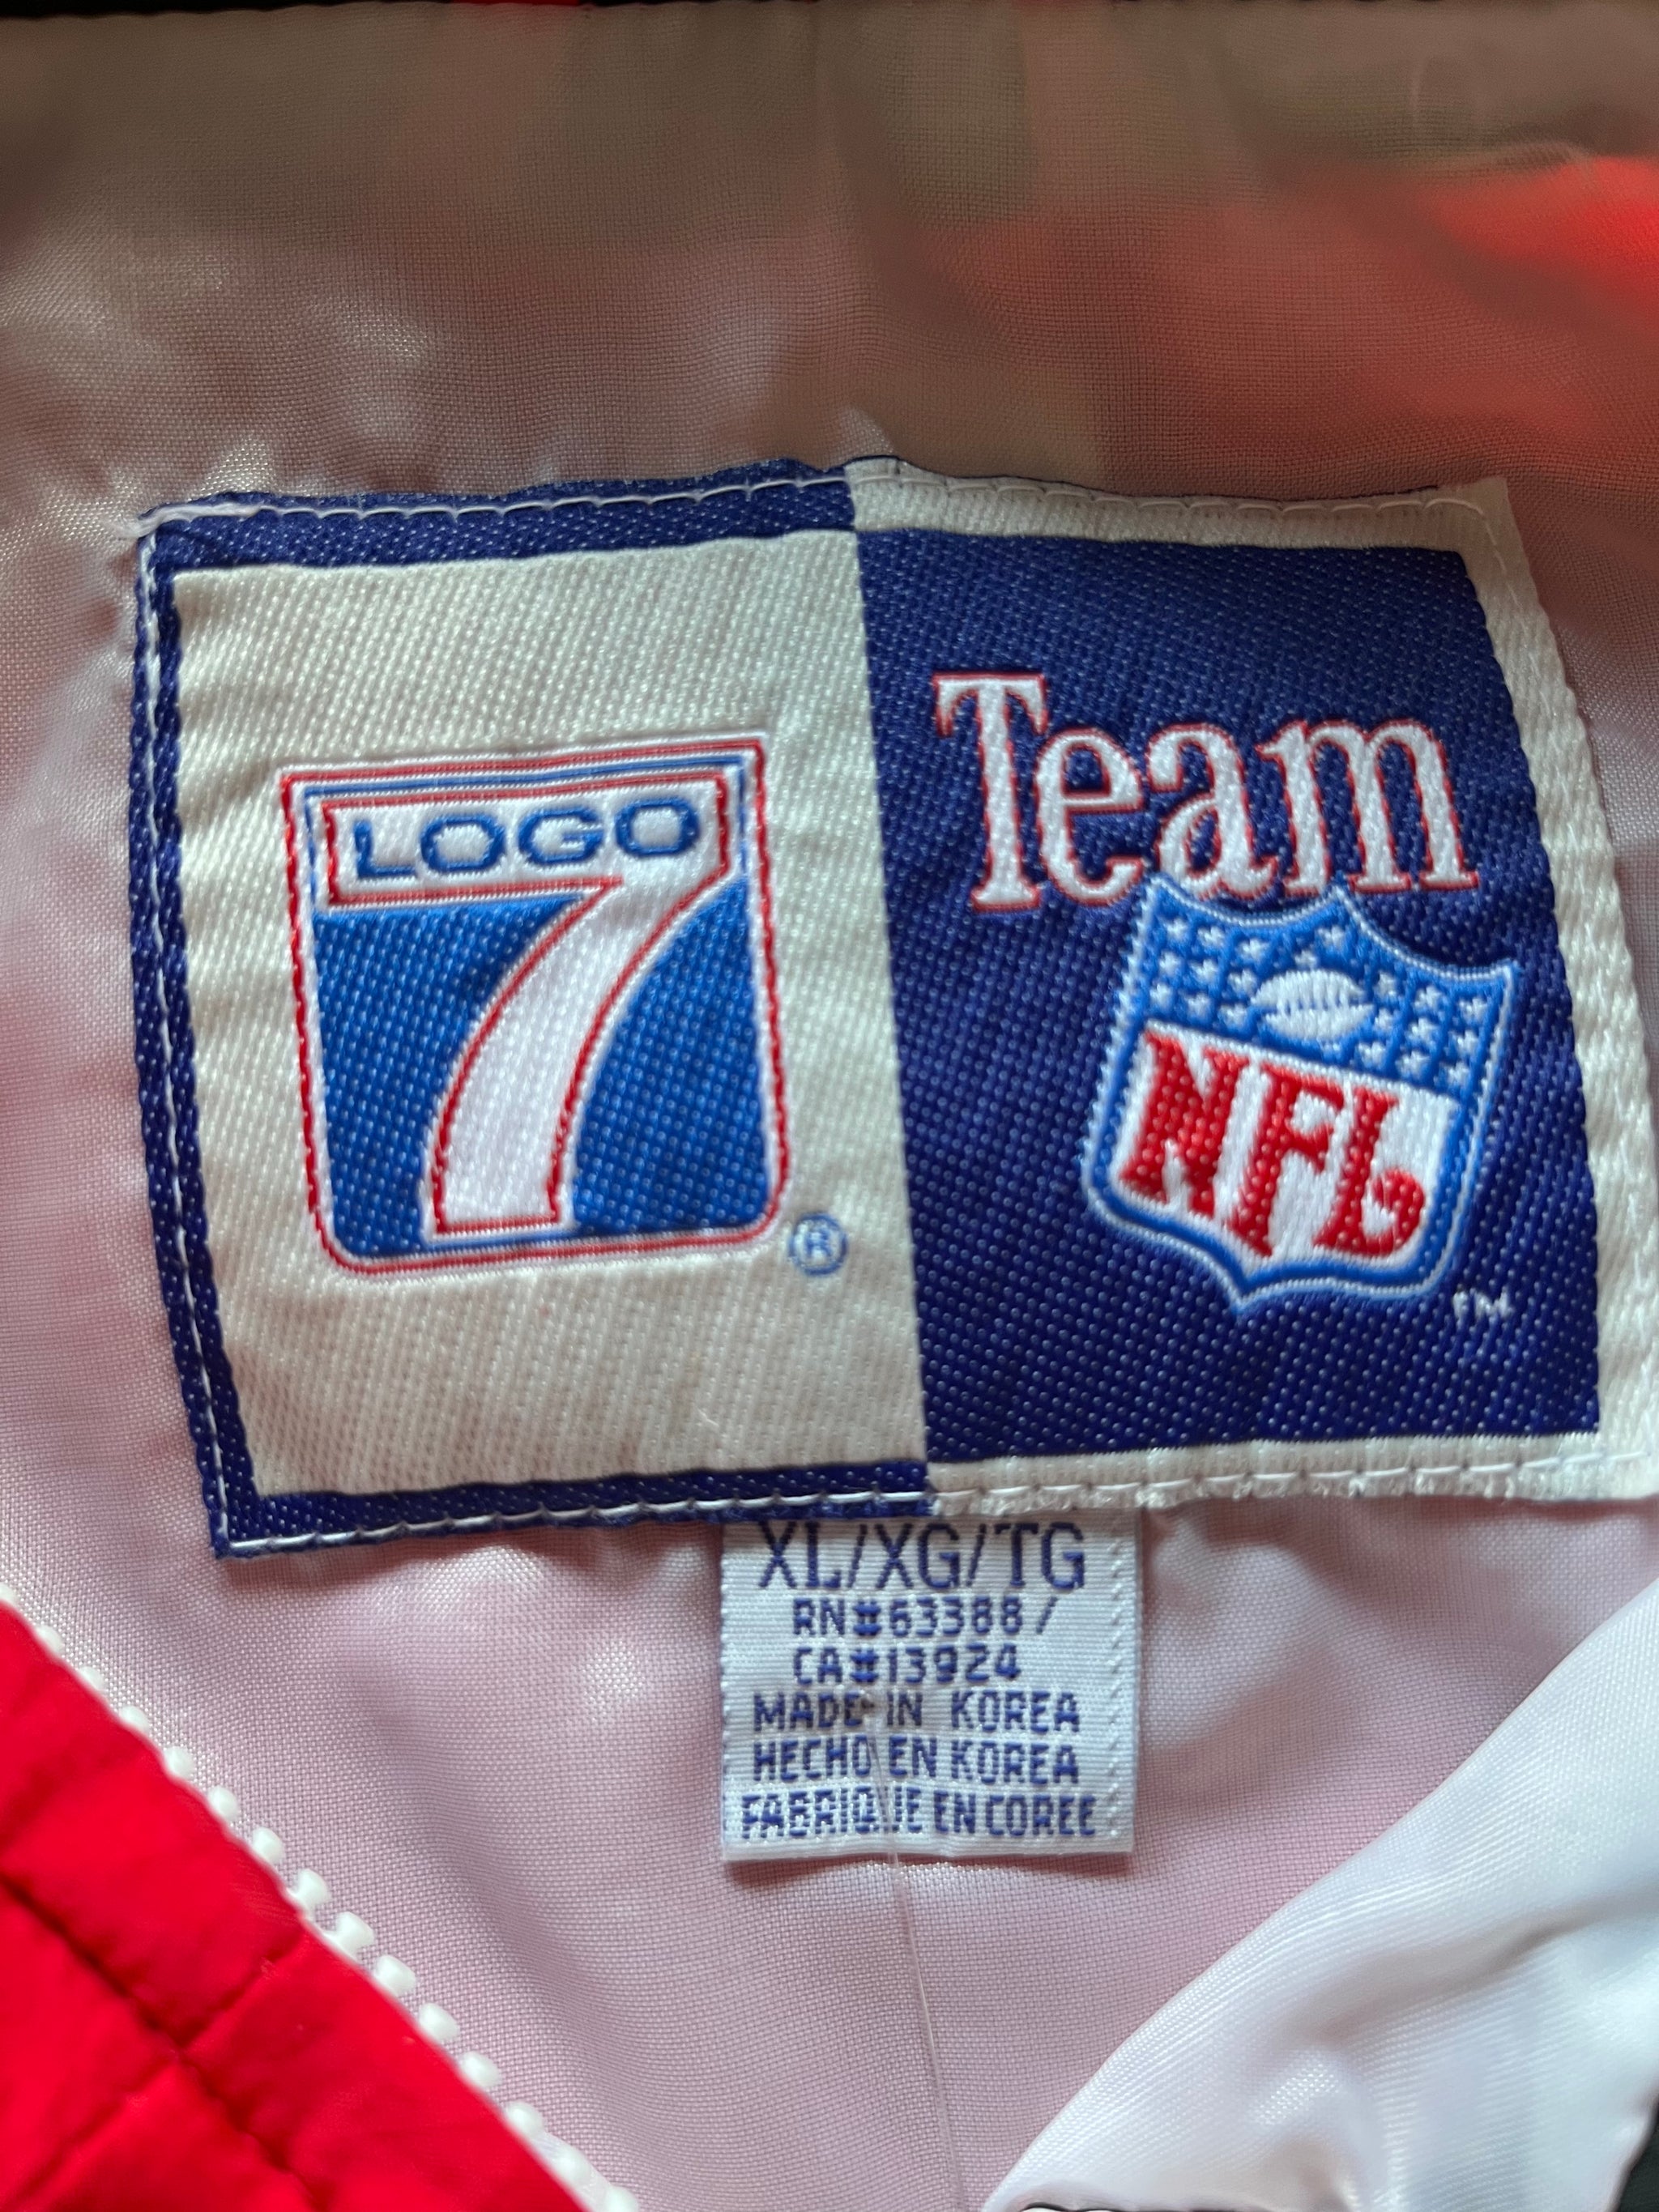 LOGO
7
®
Team
NFL
TM
XL/XG/TG
RN#63388/
CA#13924
MADE IN KOREA
HECHO EN KOREA
FABRIQUE EN COREE